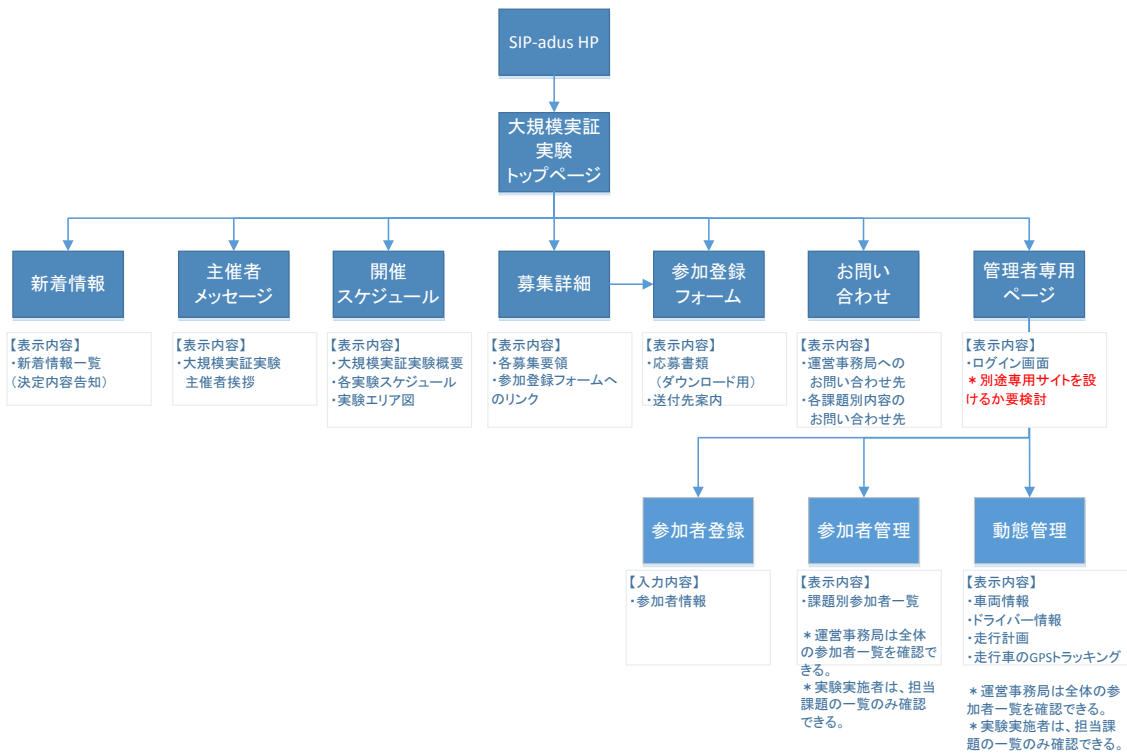 SIP-adus HP
大規模実証
実験
トップページ
新着情報
主催者
メッセージ
開催
スケジュール
募集詳細
参加登録
フォーム
お問い
合わせ
管理者専用
ページ
【表示内容】
・新着情報一覧
（決定内容告知）
【表示内容】
・大規模実証実験
主催者挨拶
【表示内容】
・大規模実証実験概要
・各実験スケジュール
・実験エリア図
【表示内容】
・各募集要領
・参加登録フォームへ
のリンク
【表示内容】
・応募書類
（ダウンロード用）
・送付先案内
【表示内容】
・運営事務局への
お問い合わせ先
・各課題別内容の
お問い合わせ先
【表示内容】
・ログイン画面
＊別途専用サイトを設
けるか要検討
参加者登録
参加者管理
動態管理
【入力内容】
・参加者情報
【表示内容】
・課題別参加者一覧
＊運営事務局は全体
の参加者一覧を確認で
きる。
＊実験実施者は、担当
課題の一覧のみ確認
できる。
【表示内容】
・車両情報
・ドライバー情報
・走行計画
・走行車のGPSトラッキング
＊運営事務局は全体の参
加者一覧を確認できる。
＊実験実施者は、担当課
題の一覧のみ確認できる。